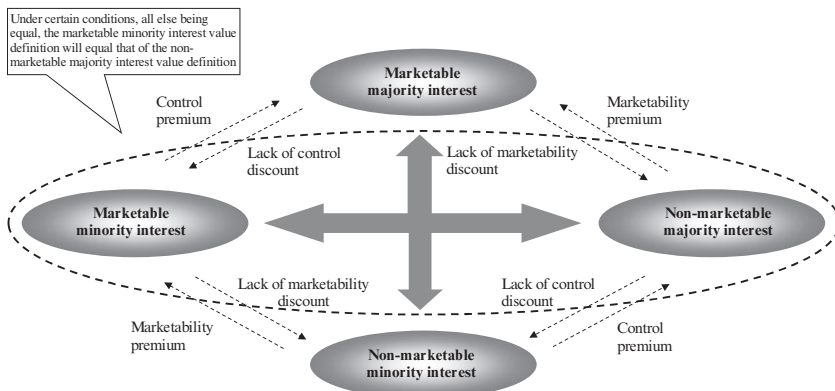 Under certain conditions, all else being
equal, the marketable minority interest value
definition will equal that of the non-
marketable majority interest value definition
Marketable
majority interest
Control
premium
Marketability
premium
Lack of control
discount
Lack of marketability
discount
Marketable
minority interest
Non-marketable
majority interest
Lack of marketability
discount
Lack of control
discount
Marketability
premium
Control
premium
Non-marketable
minority interest